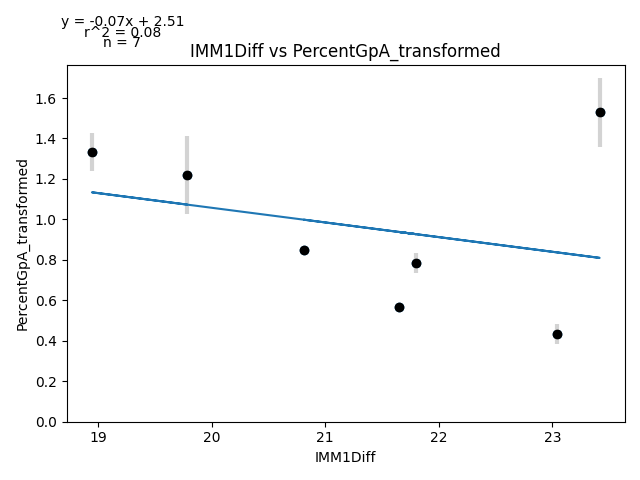 y = -0.07x + 2.51
r^2 = 0.08
n = 7
IMM1Diff vs PercentGpA_transformed
PercentGpA_transformed
1.6
1.4
1.2
1.0
0.8
0.6
0.4
0.2
0.0
19 20 21 22 23
IMM1Diff